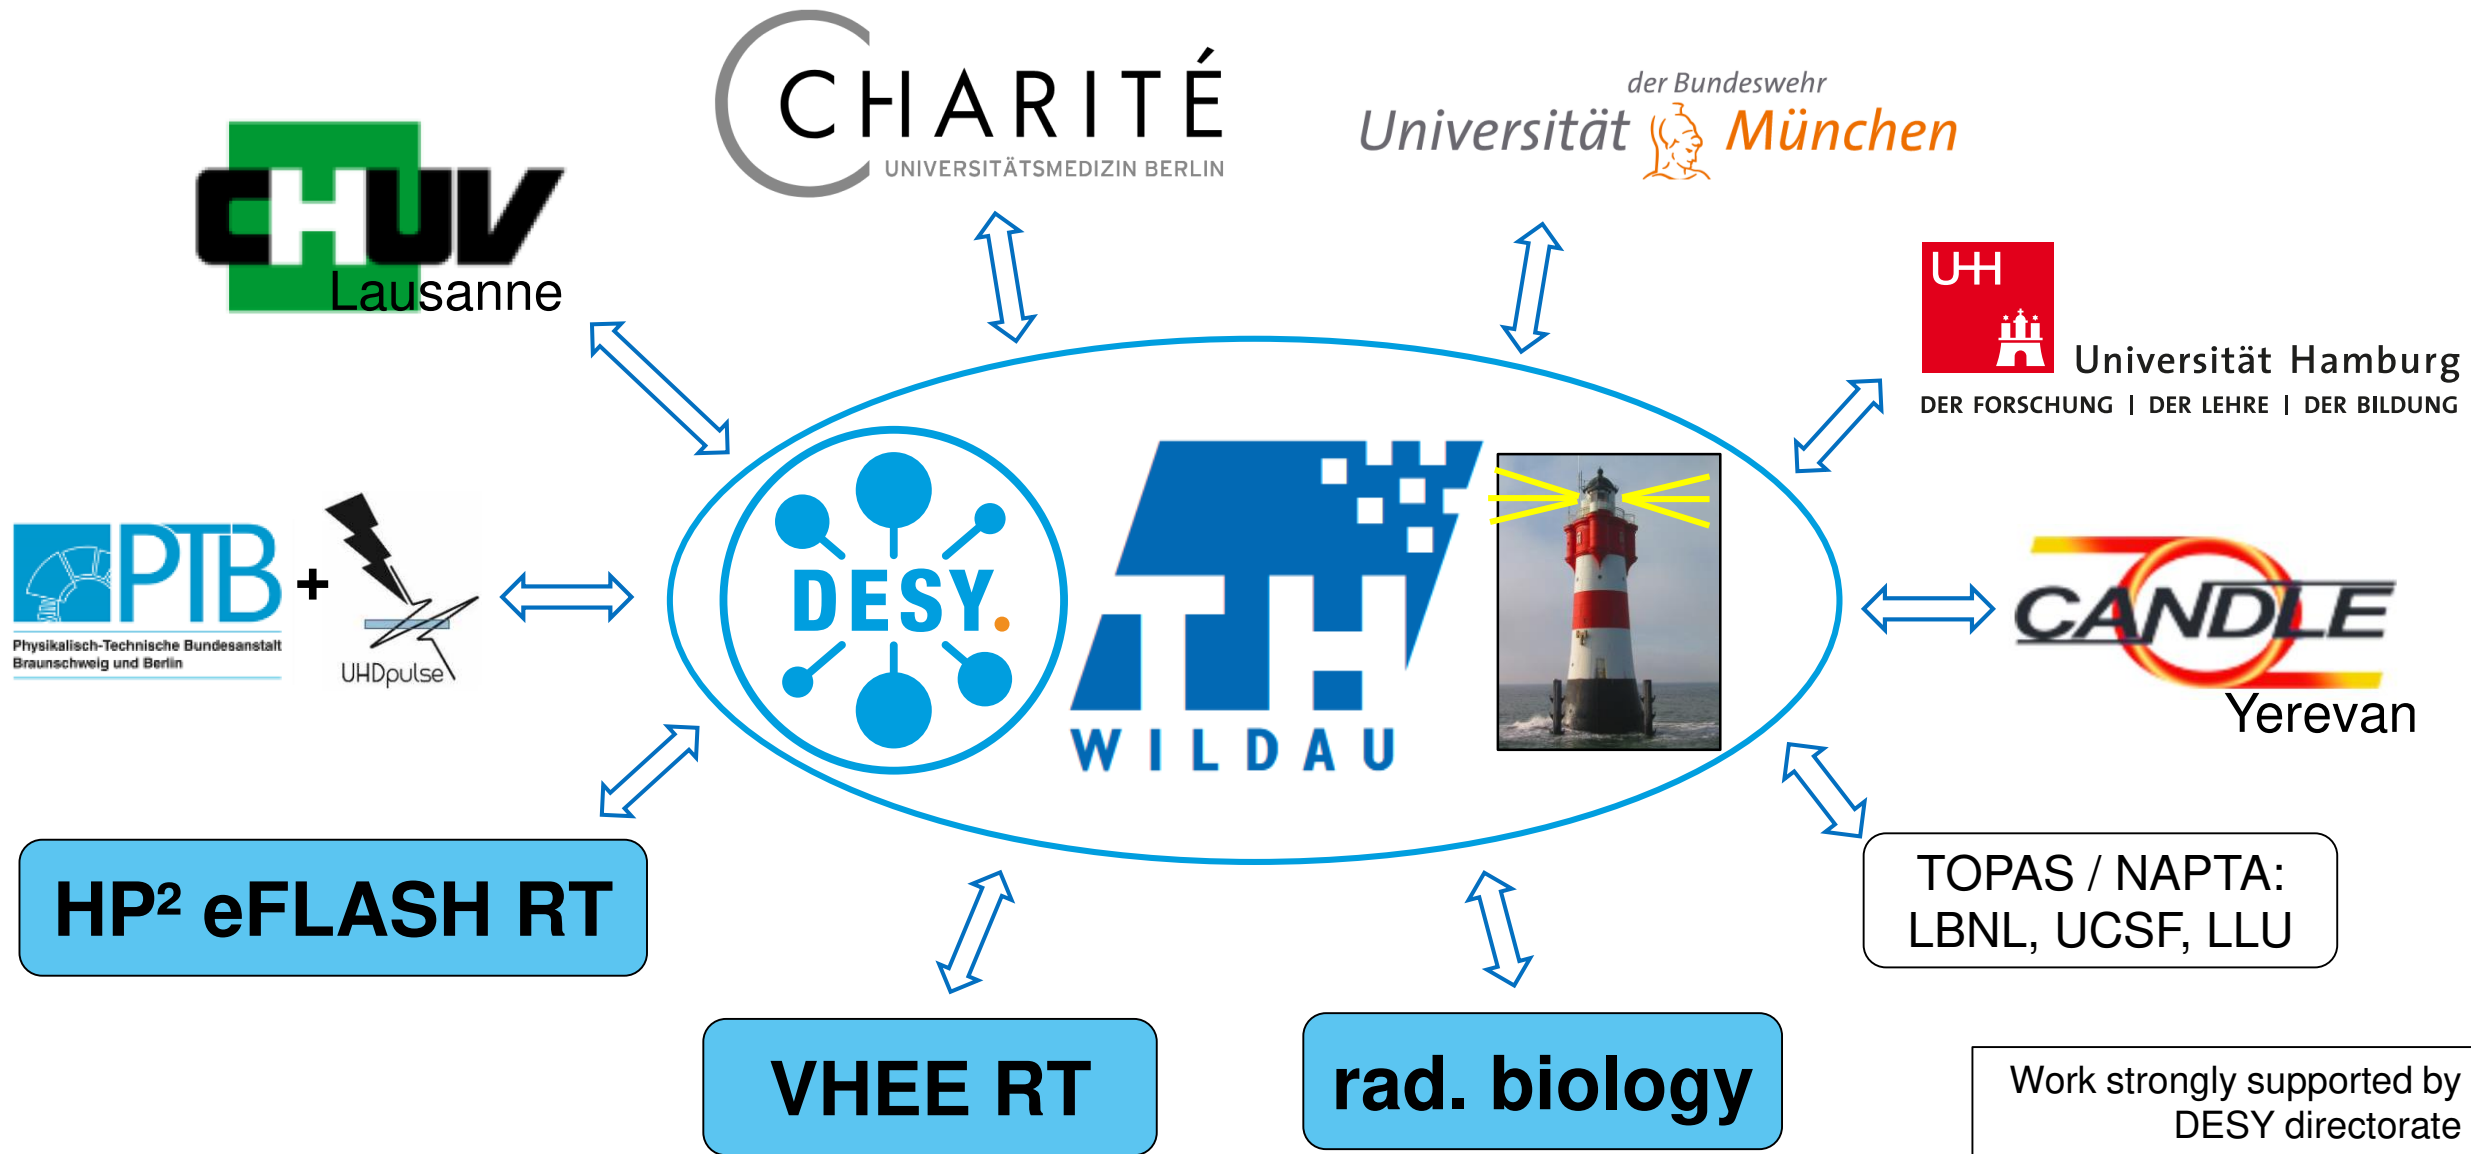 CHARITÉ
UNIVERSITÄTSMEDIZIN BERLIN
der Bundeswehr
Universität München
CHUV
Lausanne
UHH
Universität Hamburg
DER FORSCHUNG | DER LEHRE | DER BILDUNG
PTB
Physikalisch-Technische Bundesanstalt
Braunschweig und Berlin
+
UHDpulse
DESY.
TH
WILDAU
CANDLE
Yerevan
HP² eFLASH RT
TOPAS / NAPTA:
LBNL, UCSF, LLU
VHEE RT
rad. biology
Work strongly supported by
DESY directorate